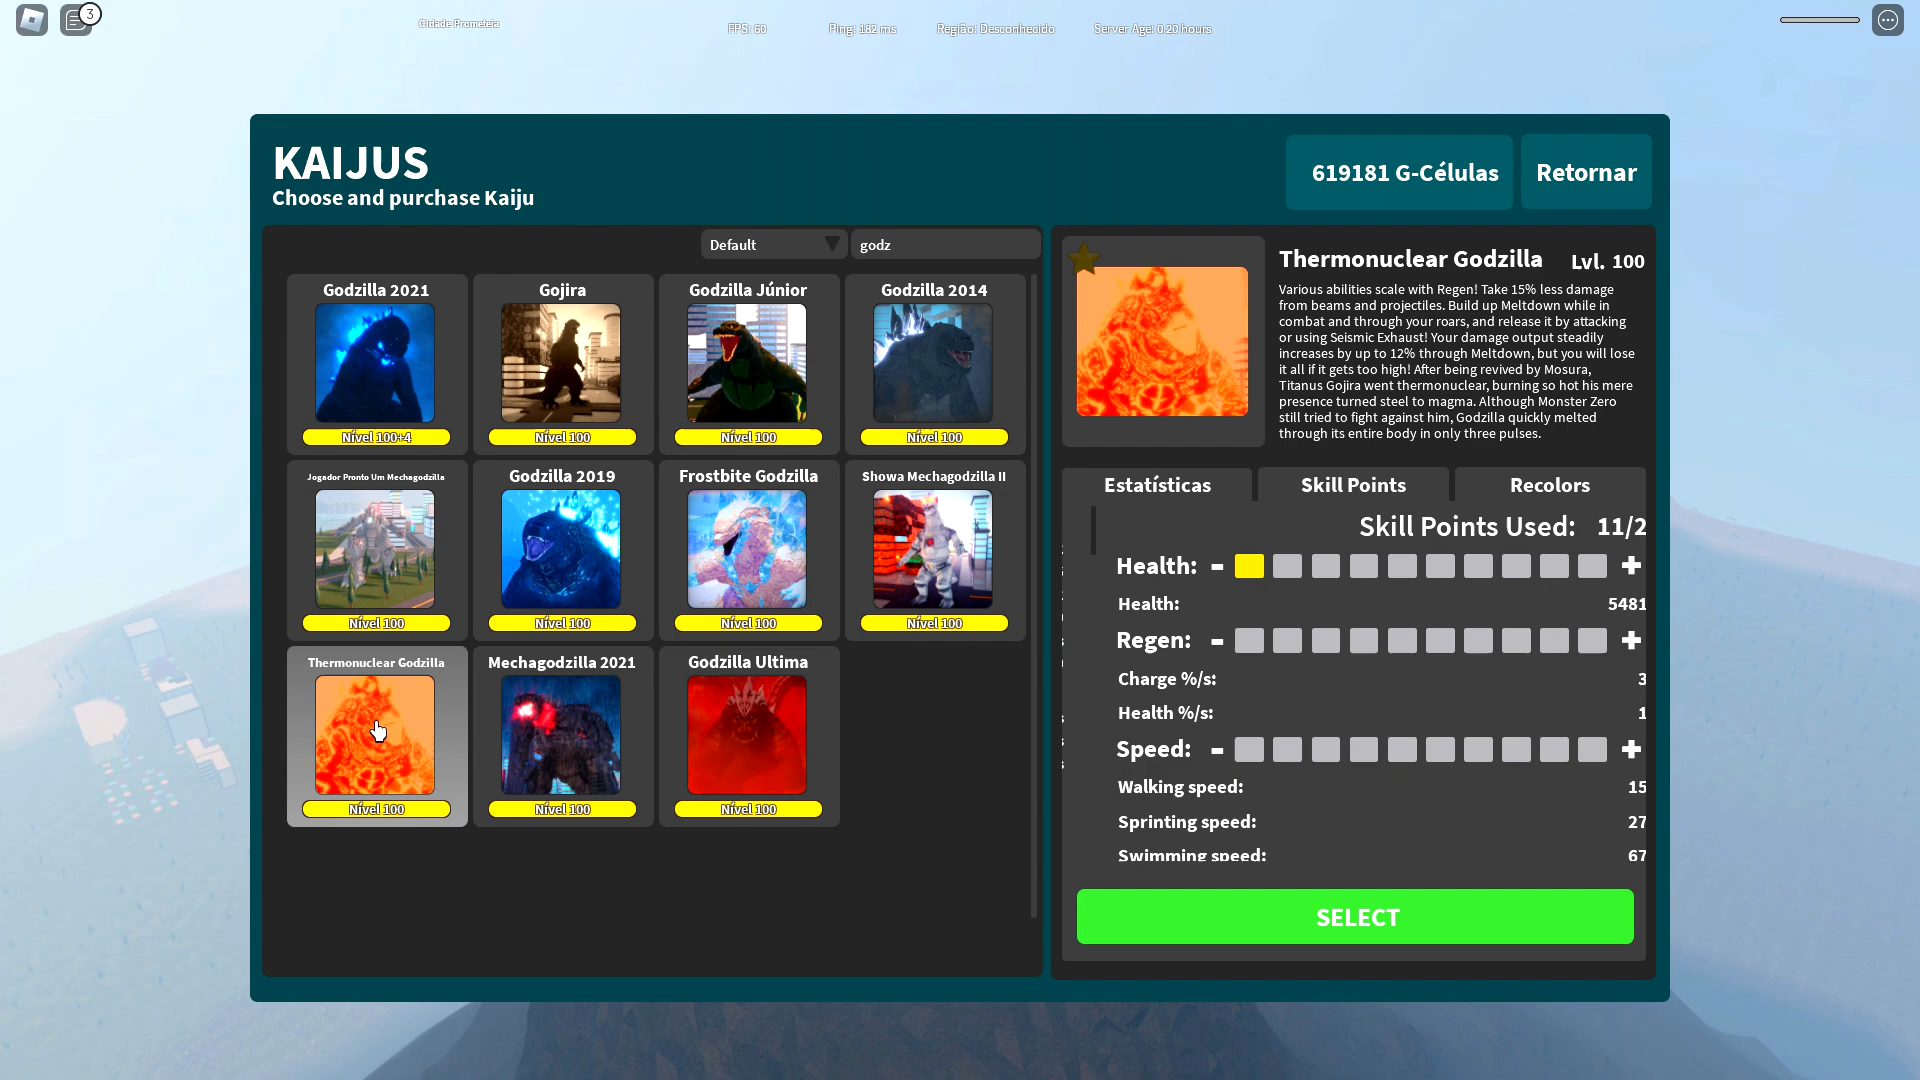 3
Cidade Prometeia
FPS: 60
Ping: 182 ms
Região: Desconhecido
Server Age: 0.20 hours
KAIJUS
Choose and purchase Kaiju
619181 G-Células
Retornar
Default
godz
Godzilla 2021
Gojira
Godzilla Júnior
Godzilla 2014
Nível 100+4
Nível 100
Nível 100
Nível 100
Jogador Pronto Um Mechagodzilla
Godzilla 2019
Frostbite Godzilla
Showa Mechagodzilla II
Nível 100
Nível 100
Nível 100
Nível 100
Thermonuclear Godzilla
Mechagodzilla 2021
Godzilla Ultima
Nível 100
Nível 100
Nível 100
Thermonuclear Godzilla
Lvl. 100
Various abilities scale with Regen! Take 15% less damage
from beams and projectiles. Build up Meltdown while in
combat and through your roars, and release it by attacking
or using Seismic Exhaust! Your damage output steadily
increases by up to 12% through Meltdown, but you will lose
it all if it gets too high! After being revived by Mosura,
Titanus Gojira went thermonuclear, burning so hot his mere
presence turned steel to magma. Although Monster Zero
still tried to fight against him, Godzilla quickly melted
through its entire body in only three pulses.
Estatísticas
Skill Points
Recolors
Skill Points Used: 11/2
Health: - +
Health: 5481
Regen: - +
Charge %/s: 3
Health %/s: 1
Speed: - +
Walking speed: 15
Sprinting speed: 27
Swimming speed: 67
SELECT